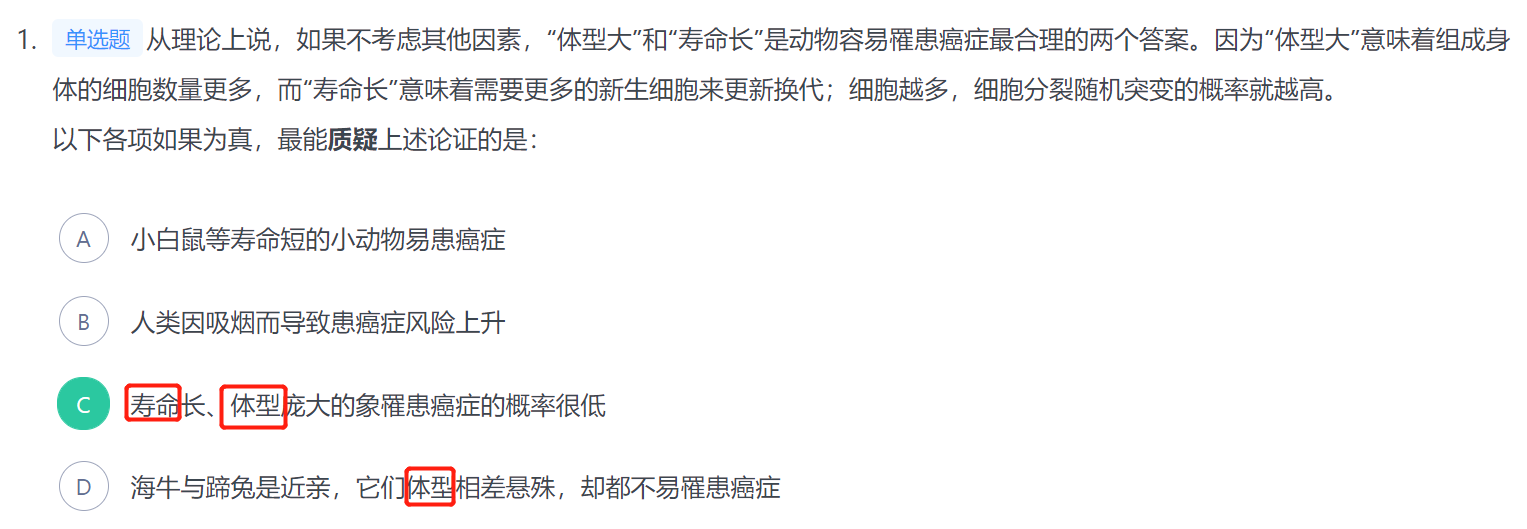 1. 单选题 从理论上说，如果不考虑其他因素，“体型大”和“寿命长”是动物容易罹患癌症最合理的两个答案。因为“体型大”意味着组成身
体的细胞数量更多，而“寿命长”意味着需要更多的新生细胞来更新换代；细胞越多，细胞分裂随机突变的概率就越高。
以下各项如果为真，最能质疑上述论证的是：
A 小白鼠等寿命短的小动物易患癌症
B 人类因吸烟而导致患癌症风险上升
C 寿命长、体型庞大的象罹患癌症的概率很低
D 海牛与蹄兔是近亲，它们体型相差悬殊，却都不易罹患癌症